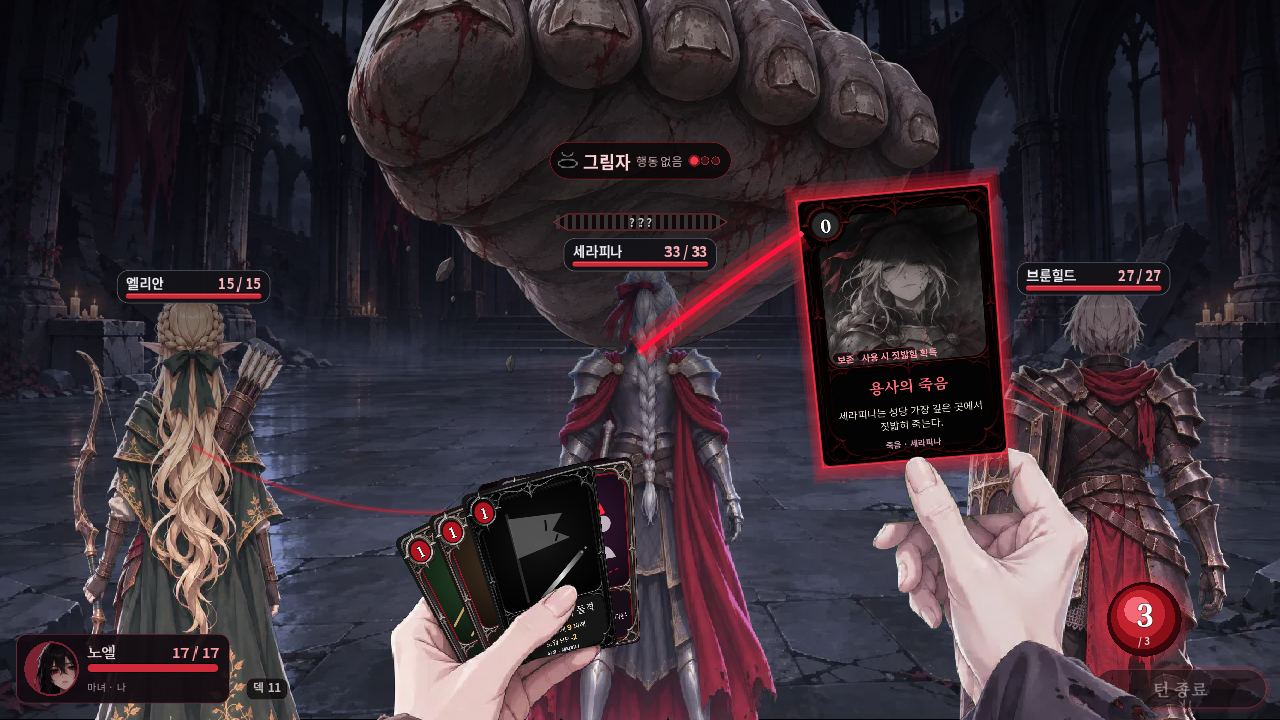 그림자 행동 없음
???
세라피나 33 / 33
엘리안 15 / 15
브룬힐드 27 / 27
0
보존 사용 시 짓밟힘 획득
용사의 죽음
세라피나는 성당 가장 깊은 곳에서
짓밟혀 죽는다.
죽음 · 세라피나
1
1
1
노엘 17 / 17
마녀 · 나
덱 11
3
/ 3
턴 종료